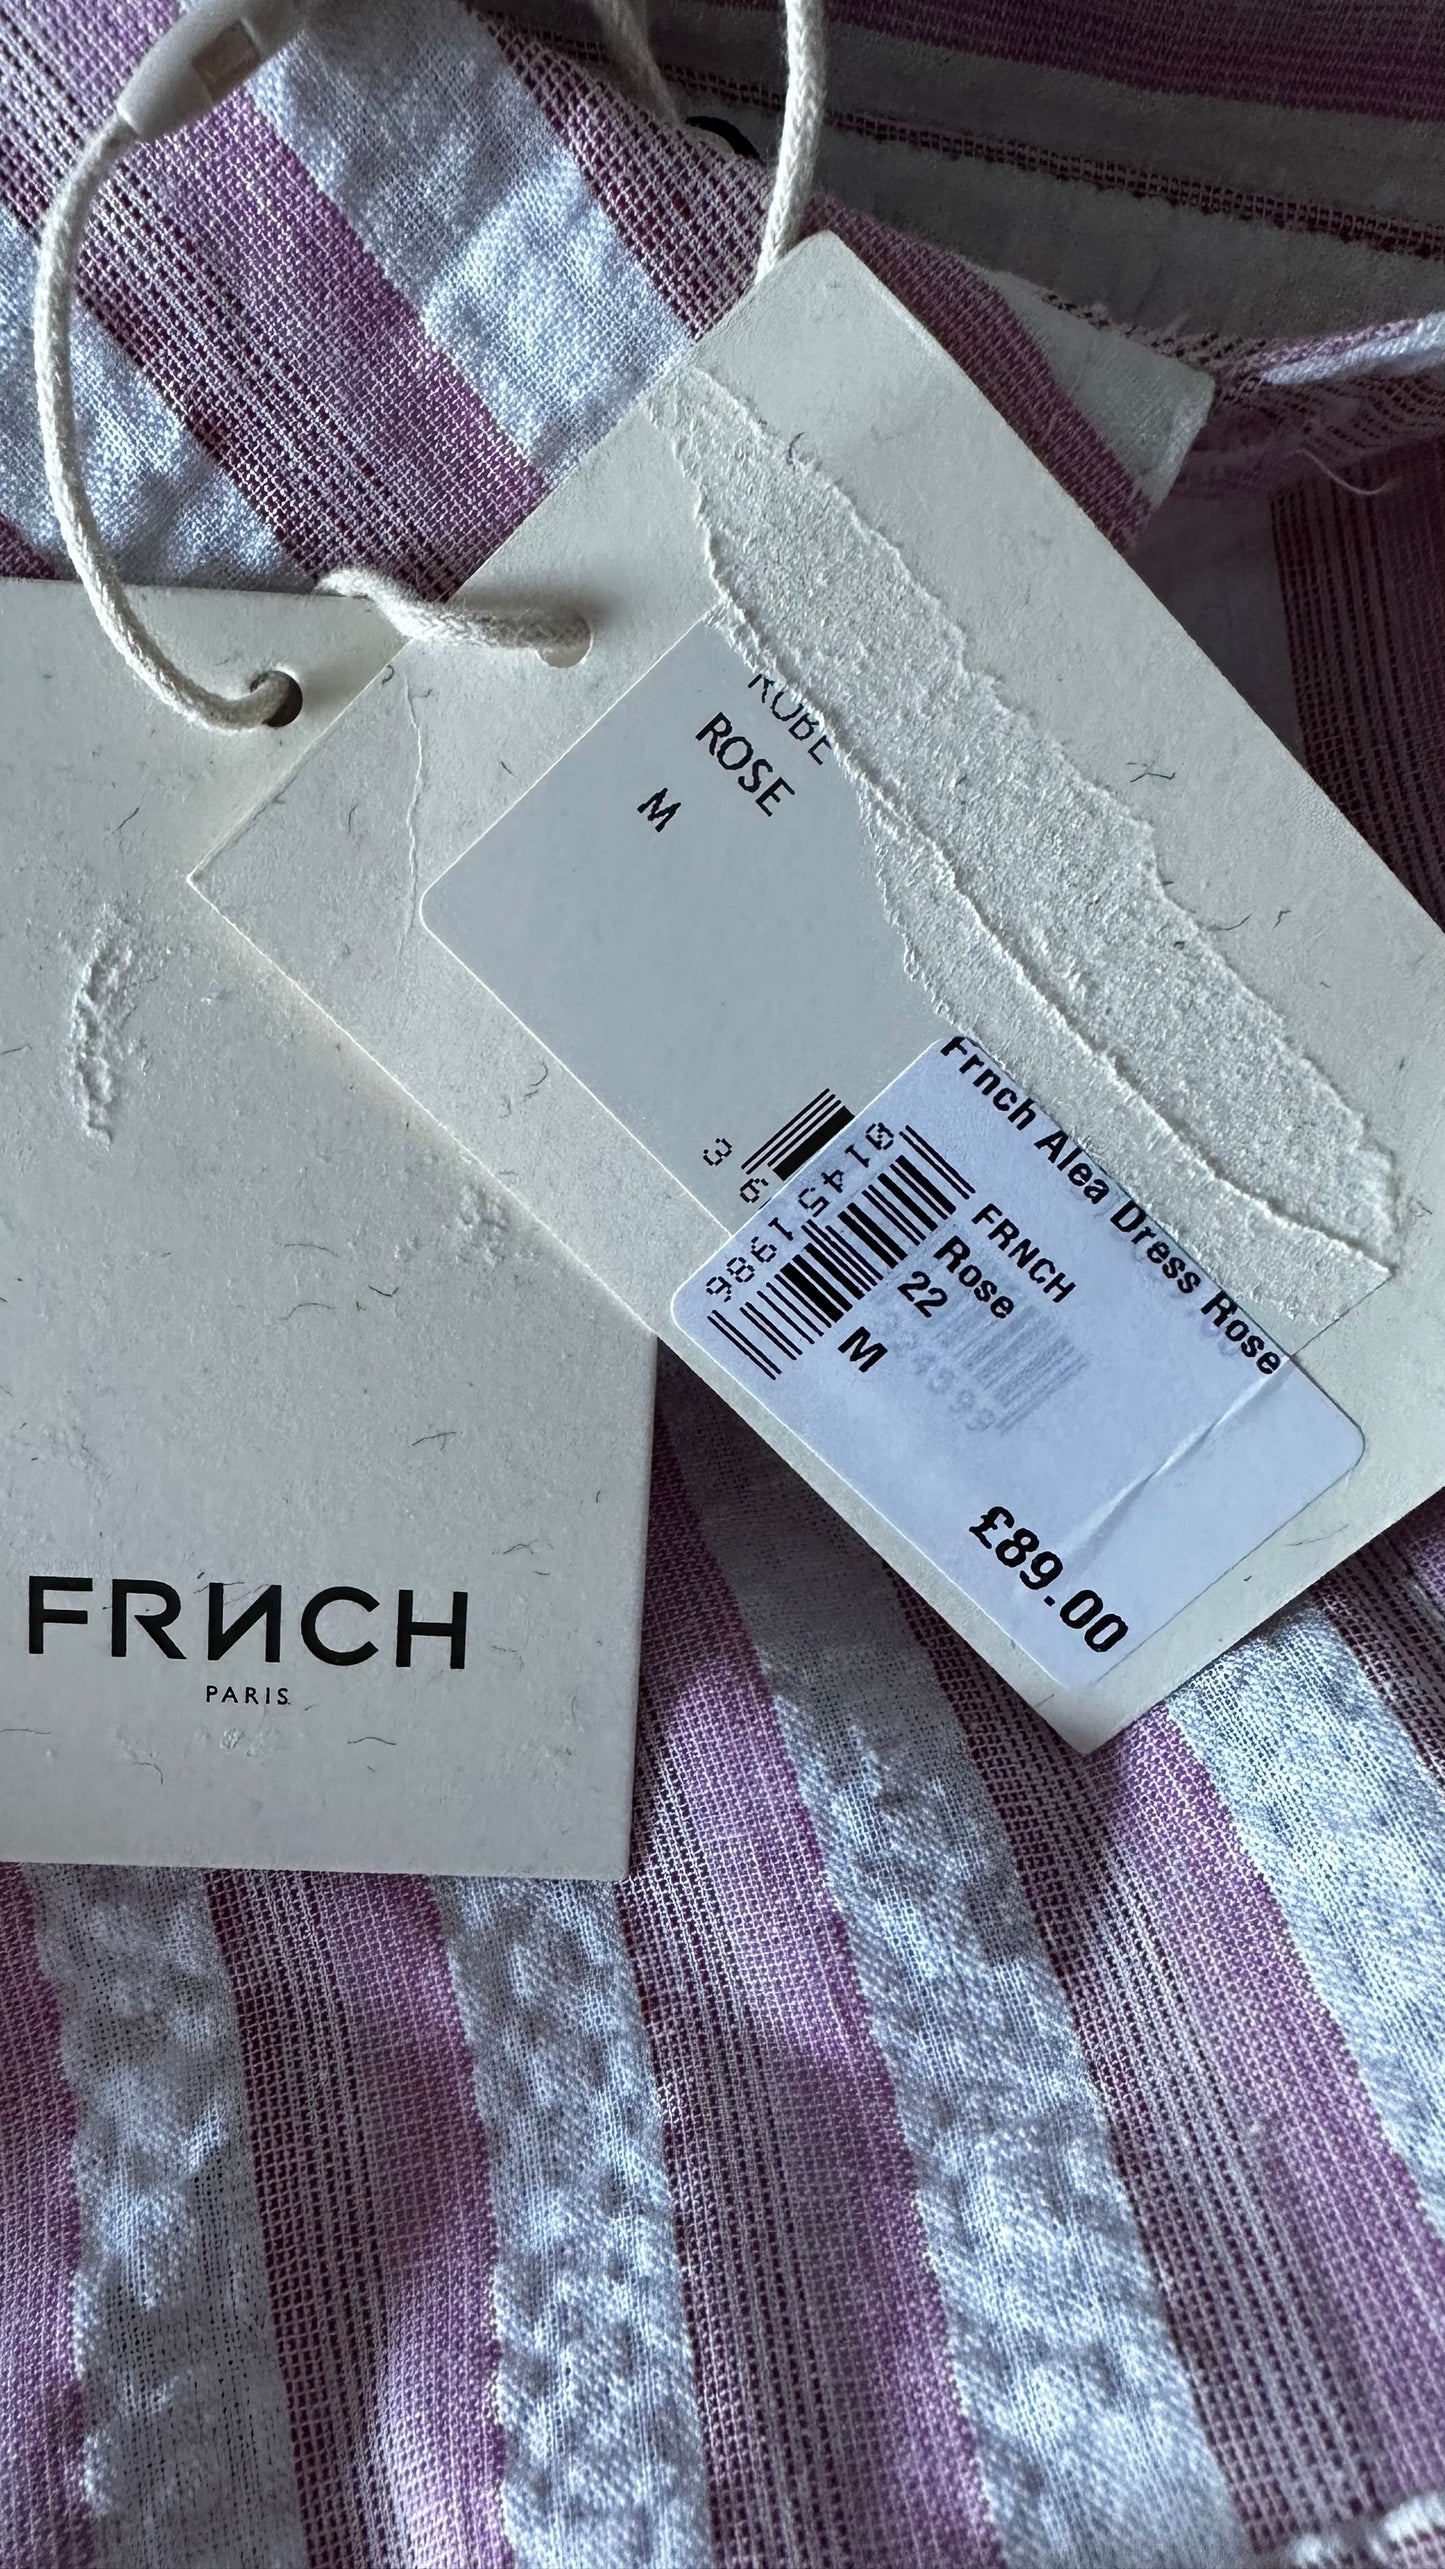 FRNCH
PARIS
ROBE
ROSE
M
3
Frnch Alea Dress Rose
FRNCH
Rose
22
M
£89.00